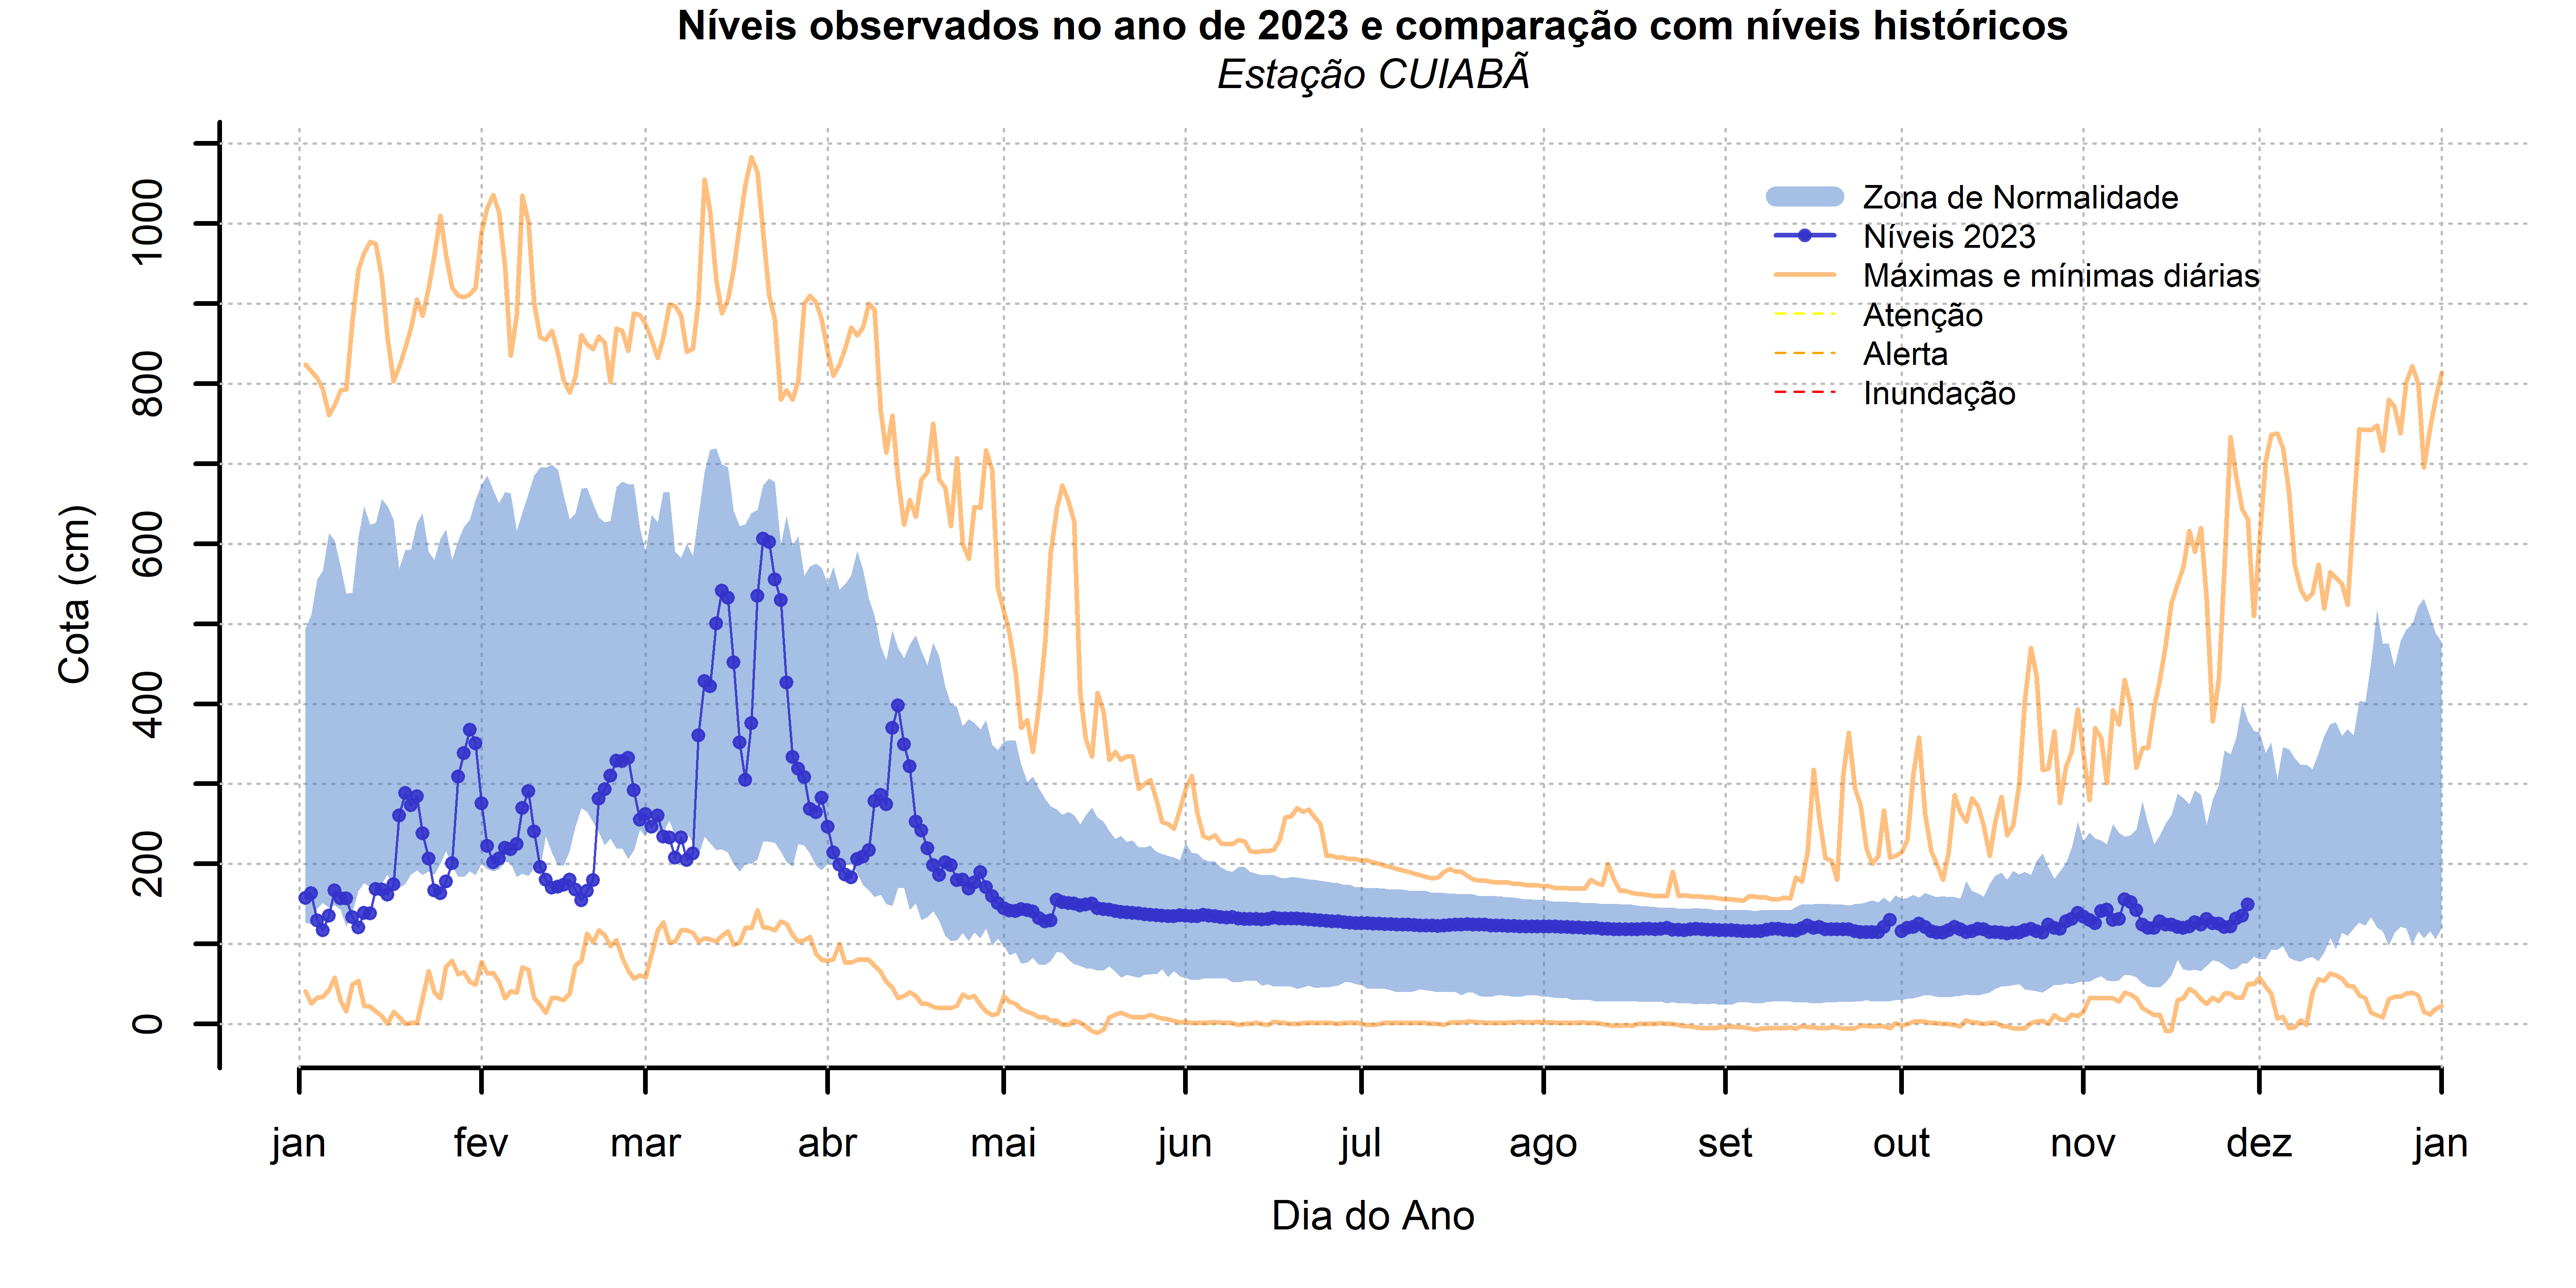 Níveis observados no ano de 2023 e comparação com níveis históricos
Estação CUIABÃ
Zona de Normalidade
Níveis 2023
Máximas e mínimas diárias
Atenção
Alerta
Inundação
Cota (cm)
1000
800
600
400
200
0
jan fev mar abr mai jun jul ago set out nov dez jan
Dia do Ano